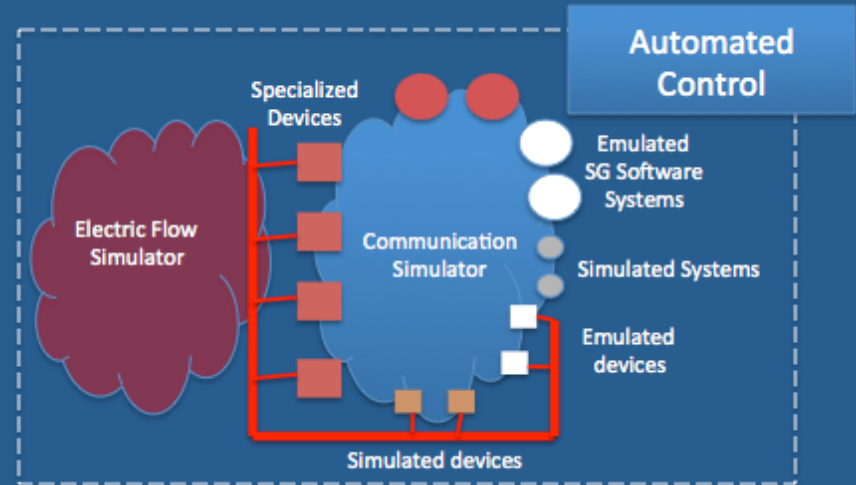 Automated
Control
Specialized
Devices
Emulated
SG Software
Systems
Electric Flow
Simulator
Communication
Simulator
Simulated Systems
Emulated
devices
Simulated devices